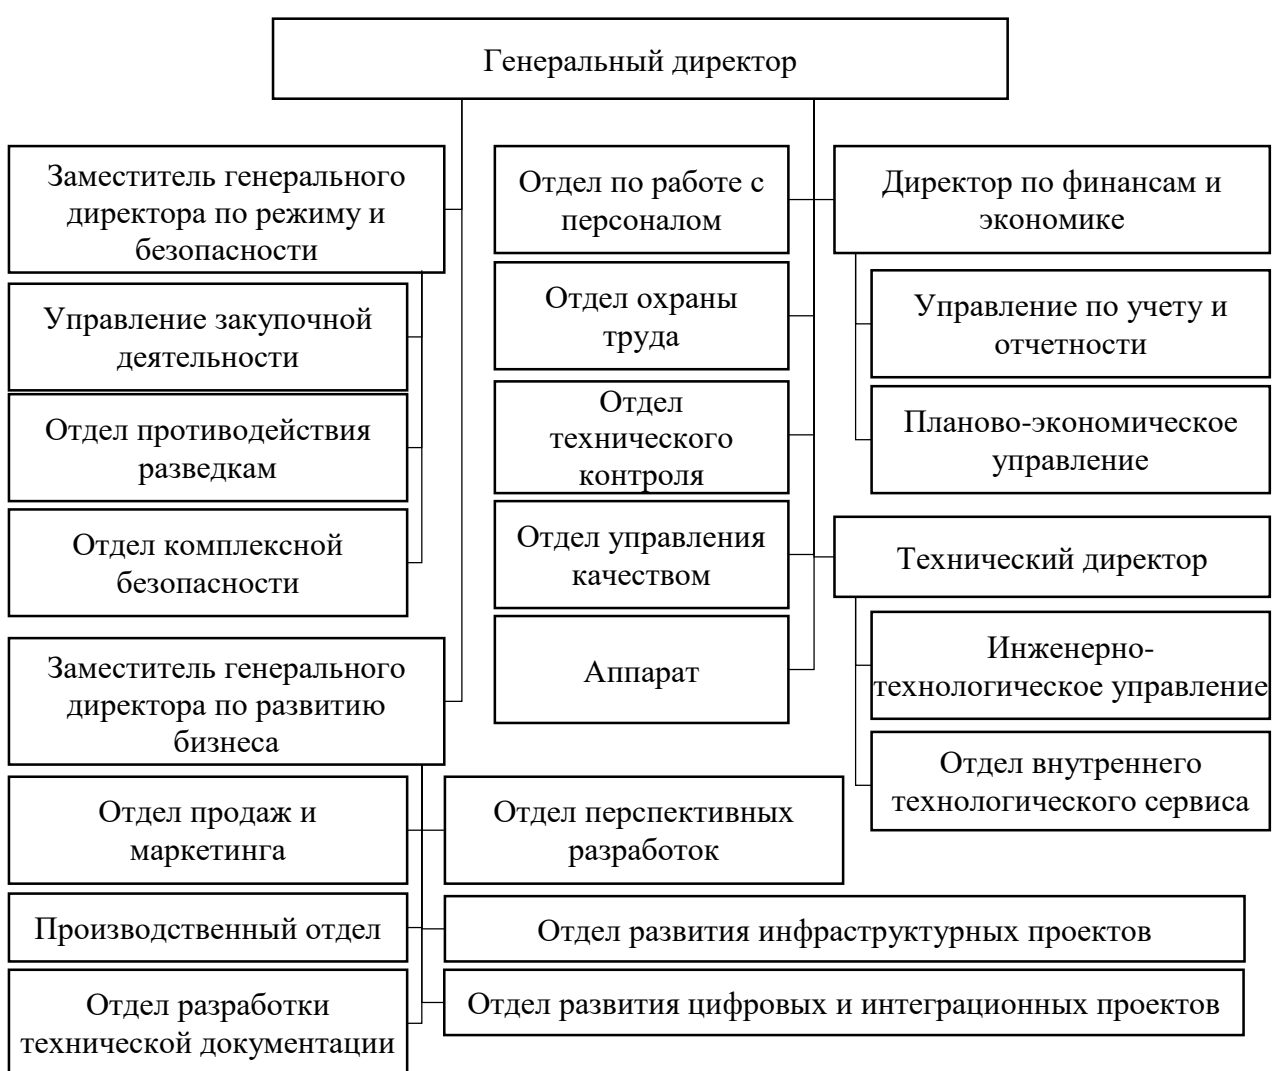 Генеральный директор
Заместитель генерального
директора по режиму и
безопасности
Управление закупочной
деятельности
Отдел противодействия
разведкам
Отдел комплексной
безопасности
Заместитель генерального
директора по развитию
бизнеса
Отдел продаж и
маркетинга
Производственный отдел
Отдел разработки
технической документации
Отдел перспективных
разработок
Отдел развития инфраструктурных проектов
Отдел развития цифровых и интеграционных проектов
Отдел по работе с
персоналом
Отдел охраны
труда
Отдел
технического
контроля
Отдел управления
качеством
Аппарат
Директор по финансам и
экономике
Управление по учету и
отчетности
Планово-экономическое
управление
Технический директор
Инженерно-
технологическое управление
Отдел внутреннего
технологического сервиса